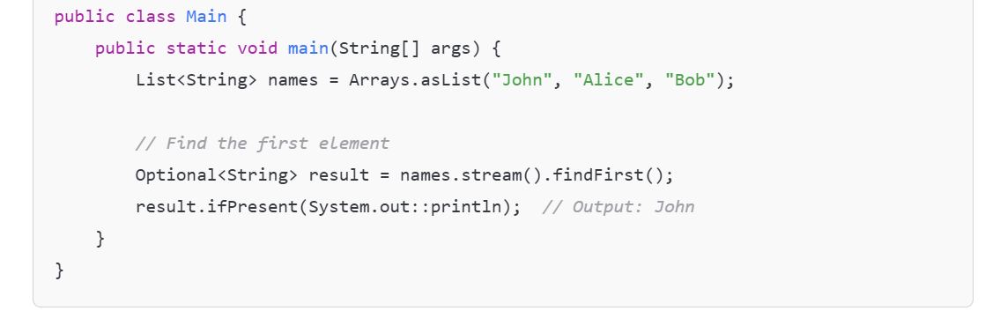 public class Main {
    public static void main(String[] args) {
        List<String> names = Arrays.asList("John", "Alice", "Bob");
        // Find the first element
        Optional<String> result = names.stream().findFirst();
        result.ifPresent(System.out::println);  // Output: John
    }
}